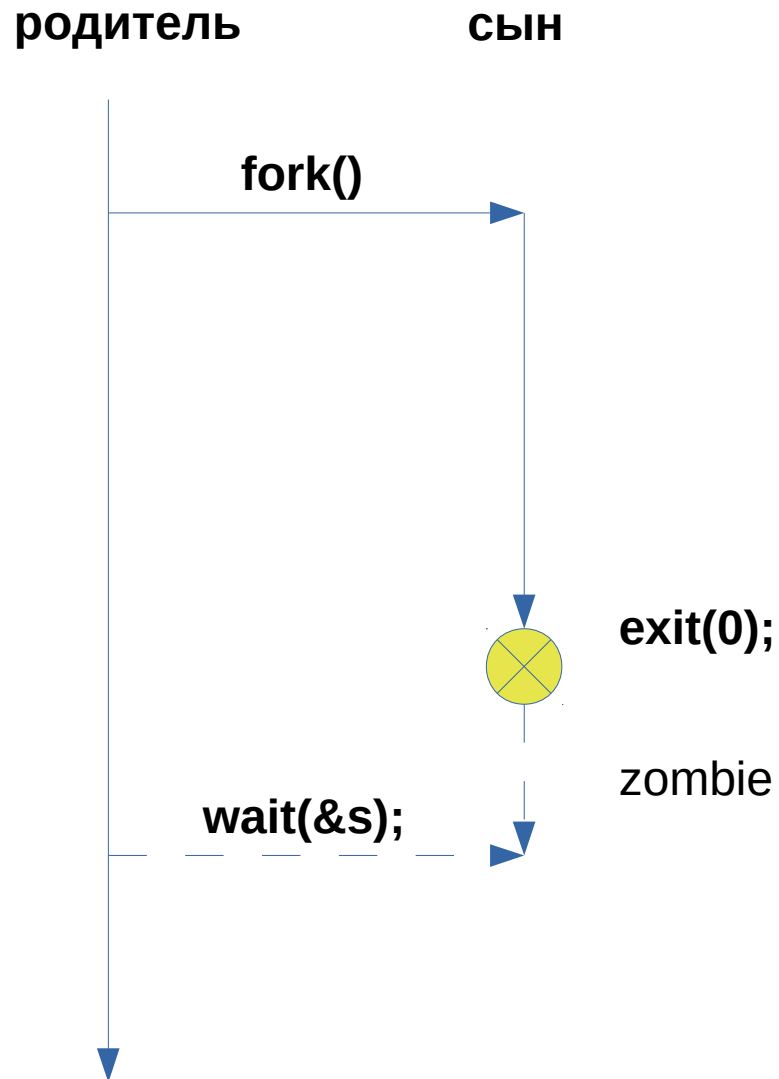 родитель сын
fork()
exit(0);
zombie
wait(&s);